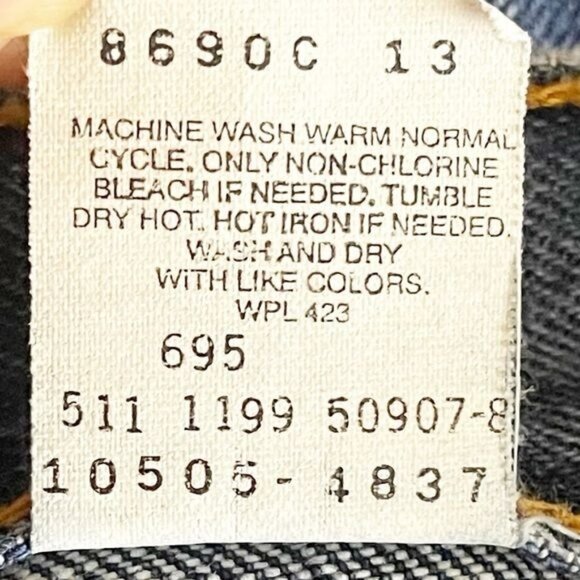 8690C 13
MACHINE WASH WARM NORMAL
CYCLE. ONLY NON-CHLORINE
BLEACH IF NEEDED. TUMBLE
DRY HOT. HOT IRON IF NEEDED.
WASH AND DRY
WITH LIKE COLORS.
WPL 423
695
511 1199 50907-8
10505-4837